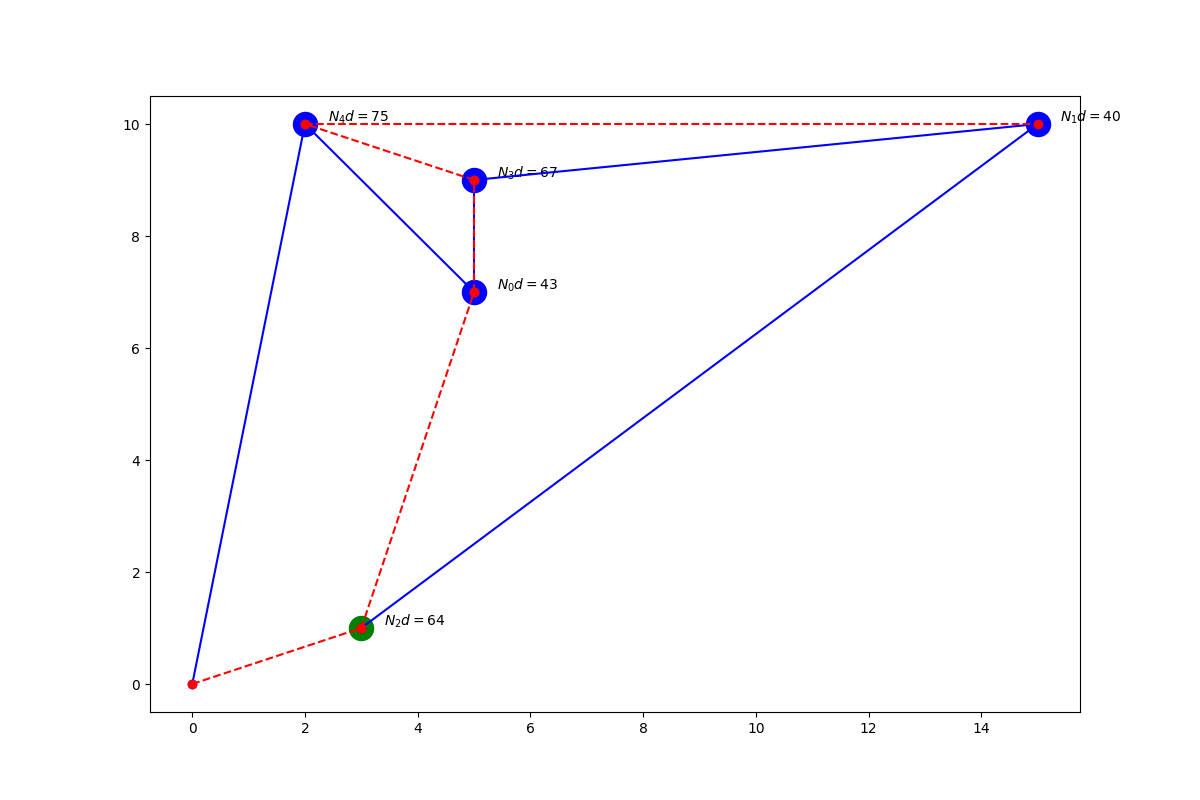 10
N₄d = 75
N₁d = 40
N₃d = 67
8
N₀d = 43
6
4
2
N₂d = 64
0
0 2 4 6 8 10 12 14